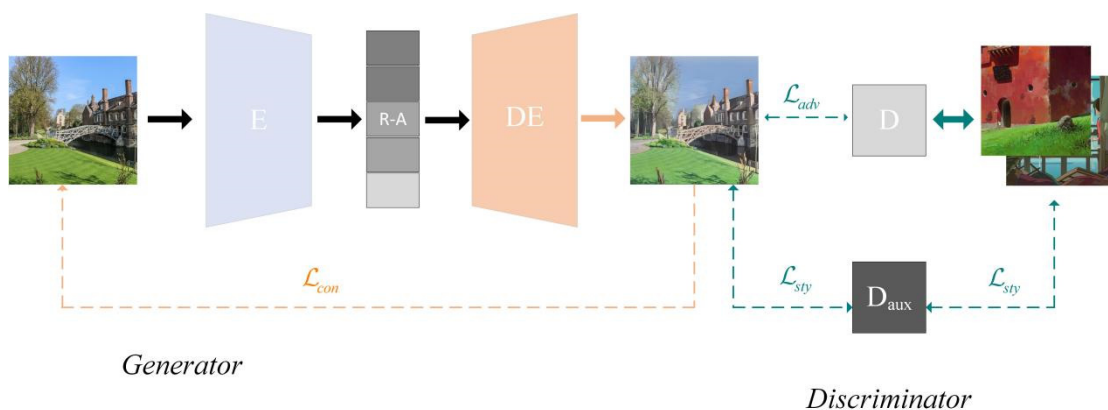 E
R-A
DE
ℒadv
D
ℒcon
ℒsty
Daux
ℒsty
Generator
Discriminator